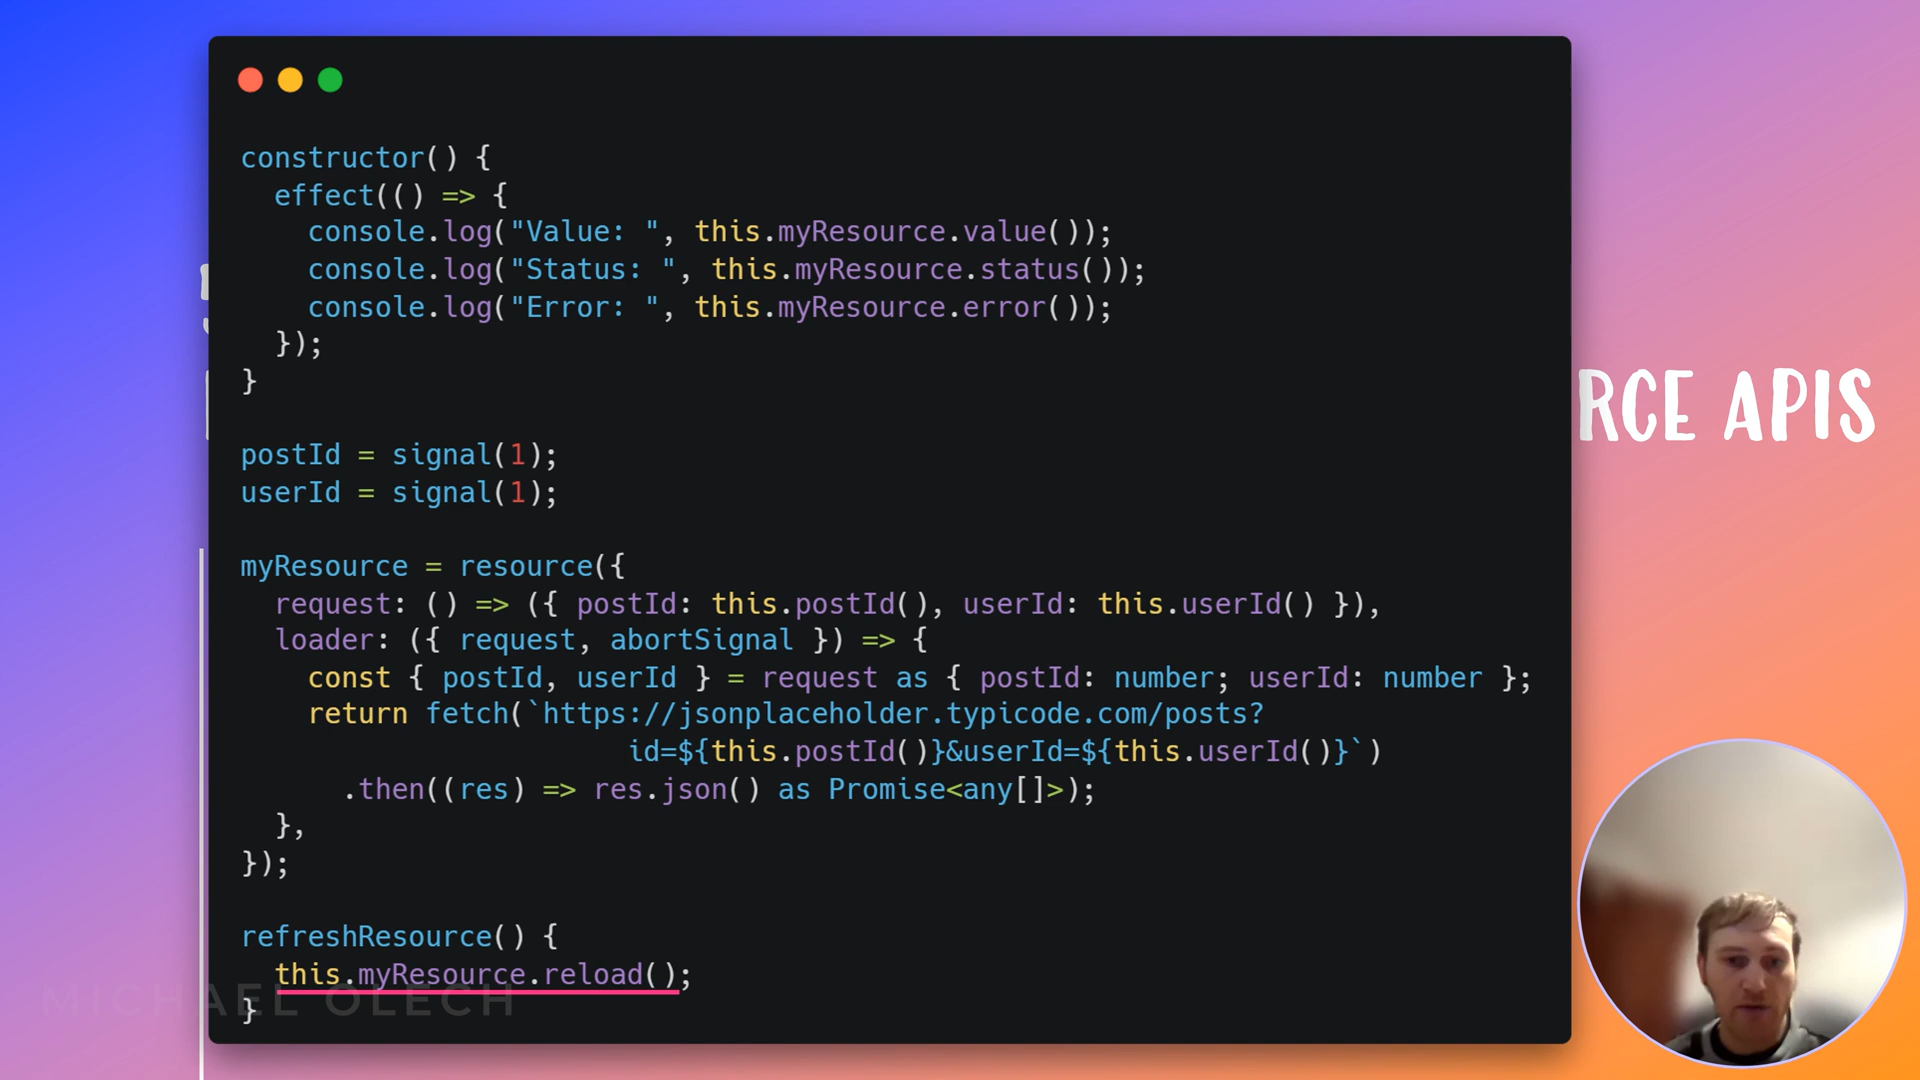 constructor() {
effect(() => {
console.log("Value: ", this.myResource.value());
console.log("Status: ", this.myResource.status());
console.log("Error: ", this.myResource.error());
});
}
RCE APIS
postId = signal(1);
userId = signal(1);
myResource = resource({
request: () => ({ postId: this.postId(), userId: this.userId() }),
loader: ({ request, abortSignal }) => {
const { postId, userId } = request as { postId: number; userId: number };
return fetch(`https://jsonplaceholder.typicode.com/posts?
id=${this.postId()}&userId=${this.userId()}`)
.then((res) => res.json() as Promise<any[]>);
},
});
refreshResource() {
this.myResource.reload();
MICHAEL OLECH
}